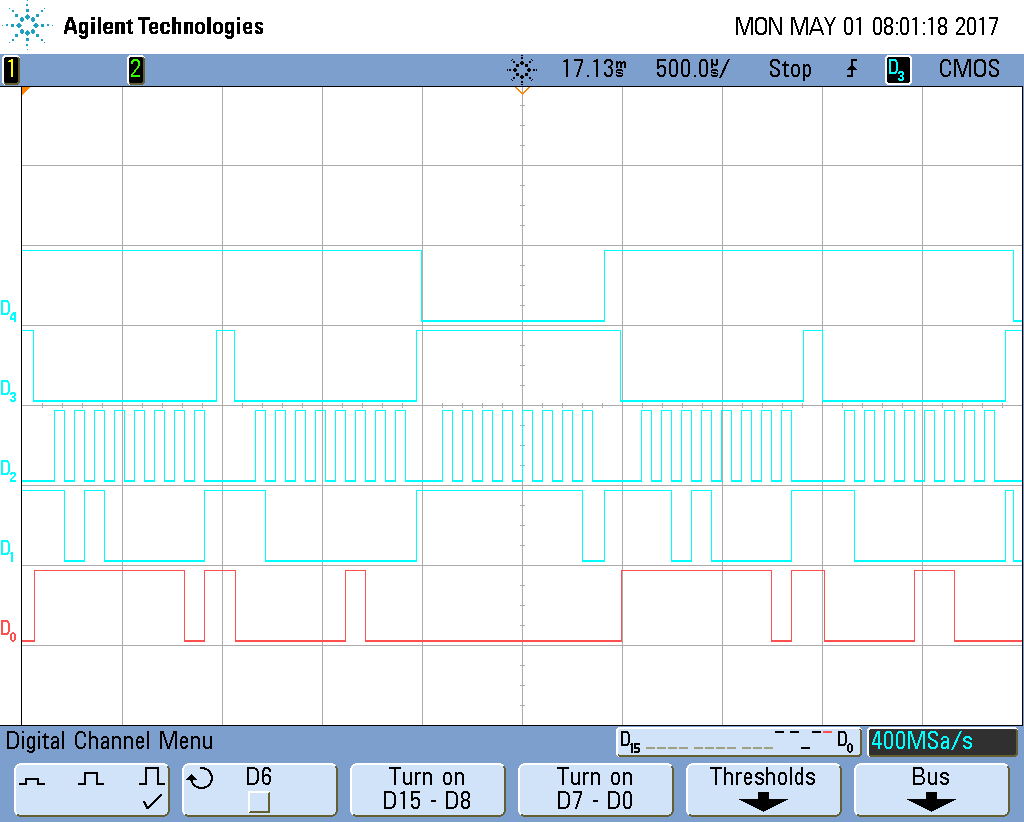 Agilent Technologies
MON MAY 01 08:01:18 2017
1 2 17.13ms 500.0us/ Stop D3 CMOS
D4
D3
D2
D1
D0
Digital Channel Menu D15 D0 400MSa/s
D6 Turn on Turn on Thresholds Bus
D15 - D8 D7 - D0